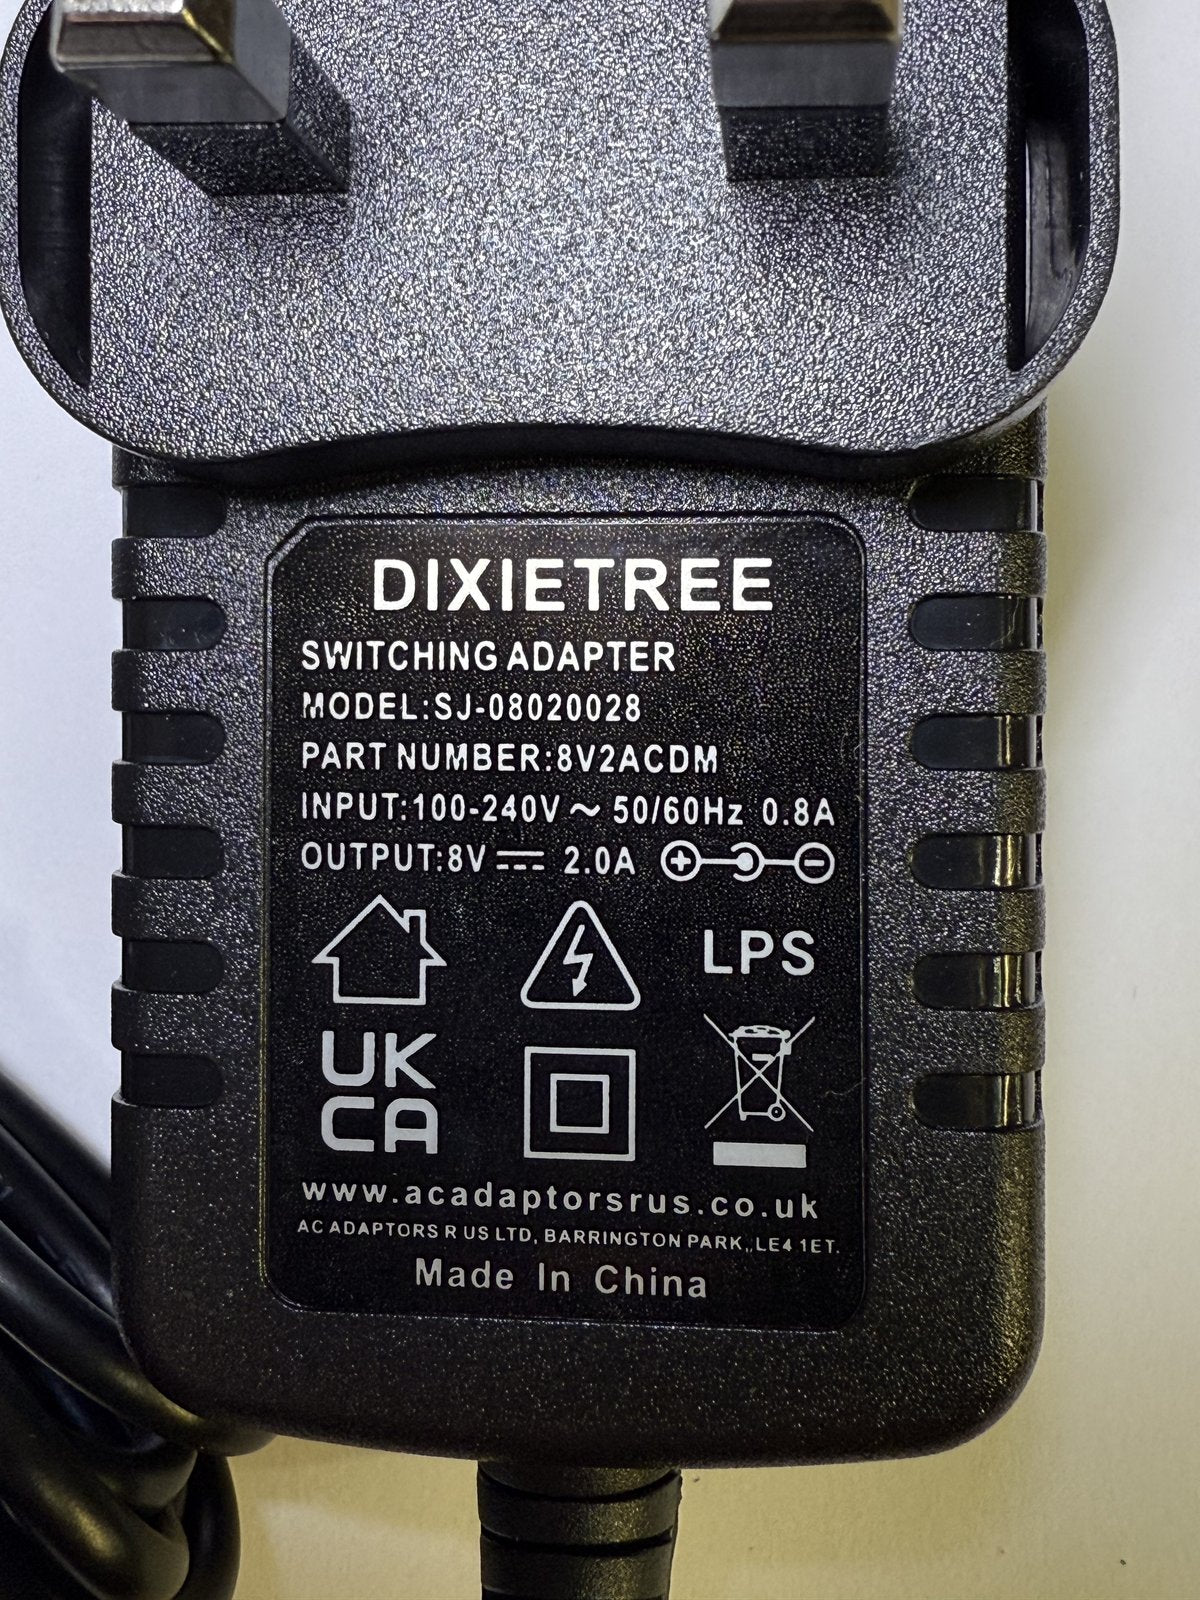 DIXIETREE
SWITCHING ADAPTER
MODEL:SJ-08020028
PART NUMBER:8V2ACDM
INPUT:100-240V ~ 50/60Hz 0.8A
OUTPUT:8V ⎓ 2.0A
LPS
UK
CA
www.acadaptorsrus.co.uk
AC ADAPTORS R US LTD, BARRINGTON PARK,,LE4 1ET.
Made In China